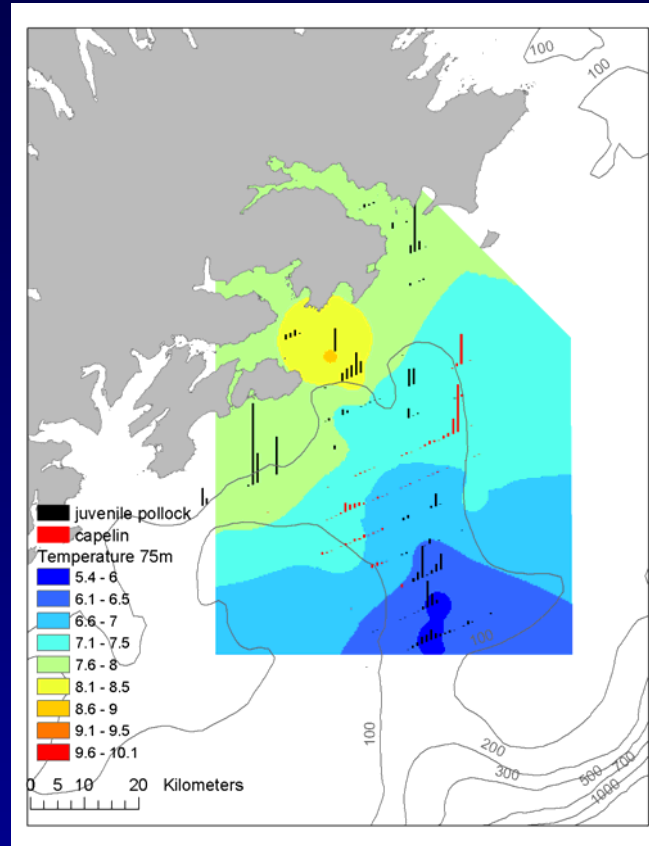 100
100
juvenile pollock
capelin
Temperature 75m
5.4 - 6
6.1 - 6.5
6.6 - 7
7.1 - 7.5
7.6 - 8
8.1 - 8.5
8.6 - 9
9.1 - 9.5
9.6 - 10.1
0 5 10 20 Kilometers
100
100
200
300
500
700
1000